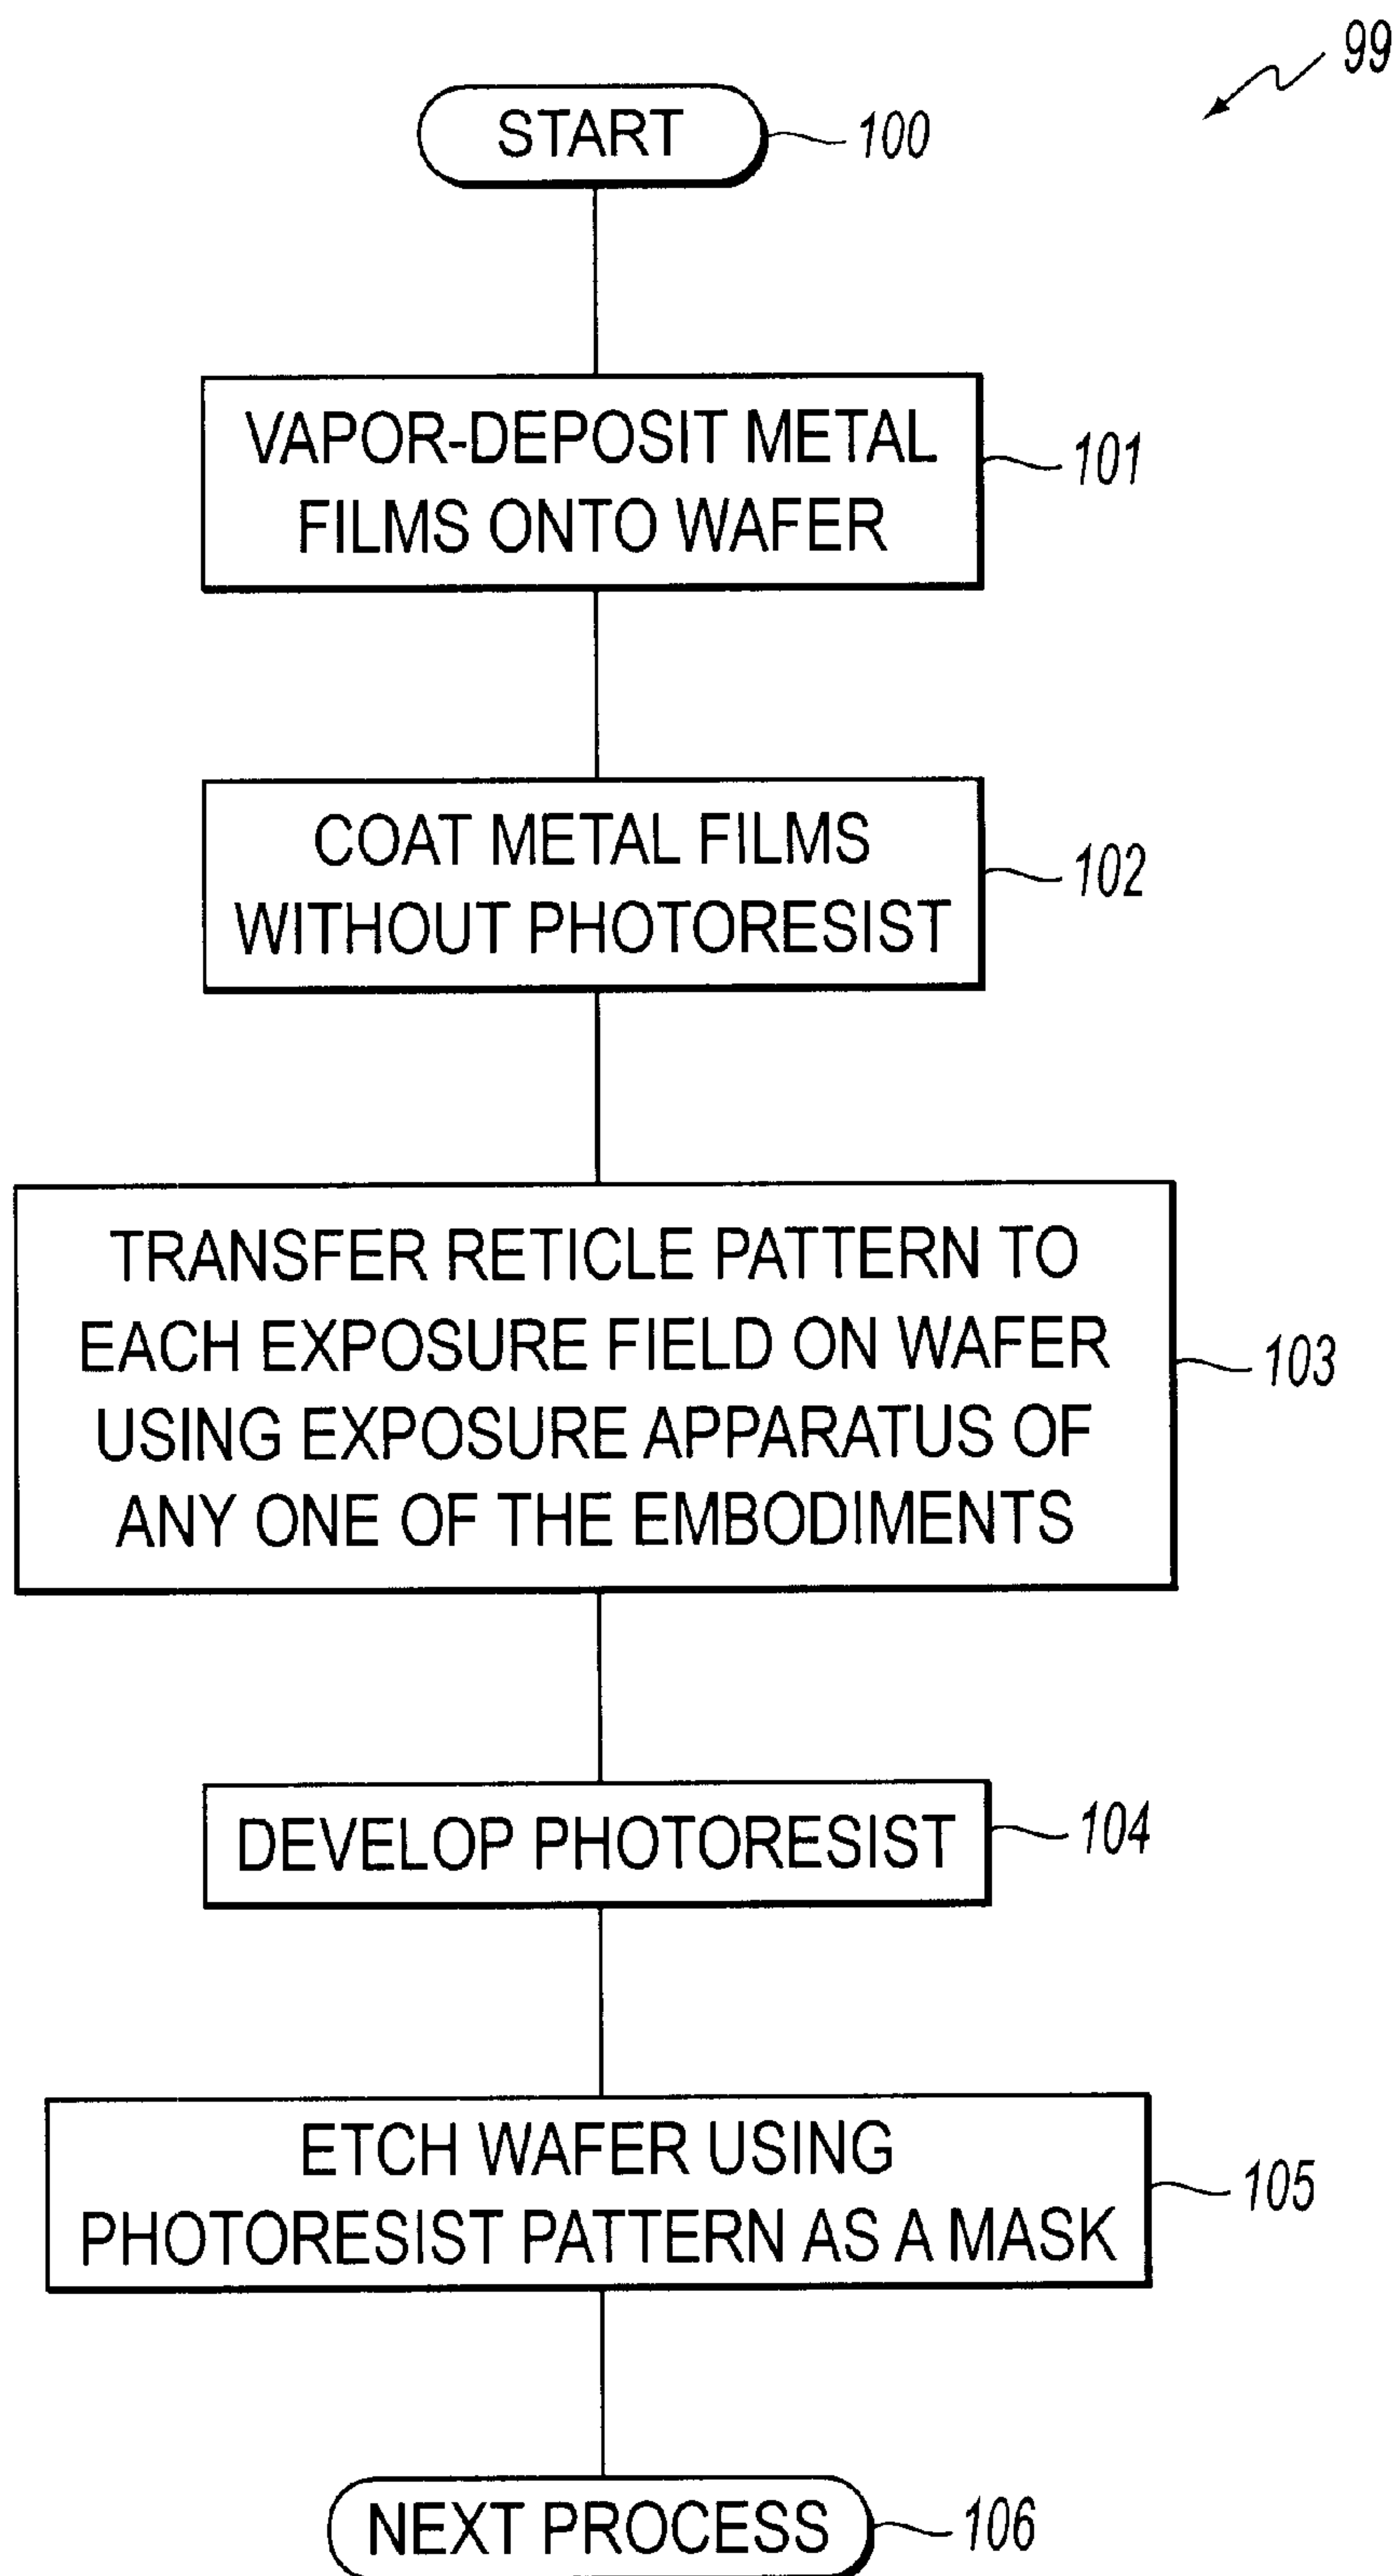 99
START
100
VAPOR-DEPOSIT METAL
FILMS ONTO WAFER
101
COAT METAL FILMS
WITHOUT PHOTORESIST
102
TRANSFER RETICLE PATTERN TO
EACH EXPOSURE FIELD ON WAFER
USING EXPOSURE APPARATUS OF
ANY ONE OF THE EMBODIMENTS
103
DEVELOP PHOTORESIST
104
ETCH WAFER USING
PHOTORESIST PATTERN AS A MASK
105
NEXT PROCESS
106